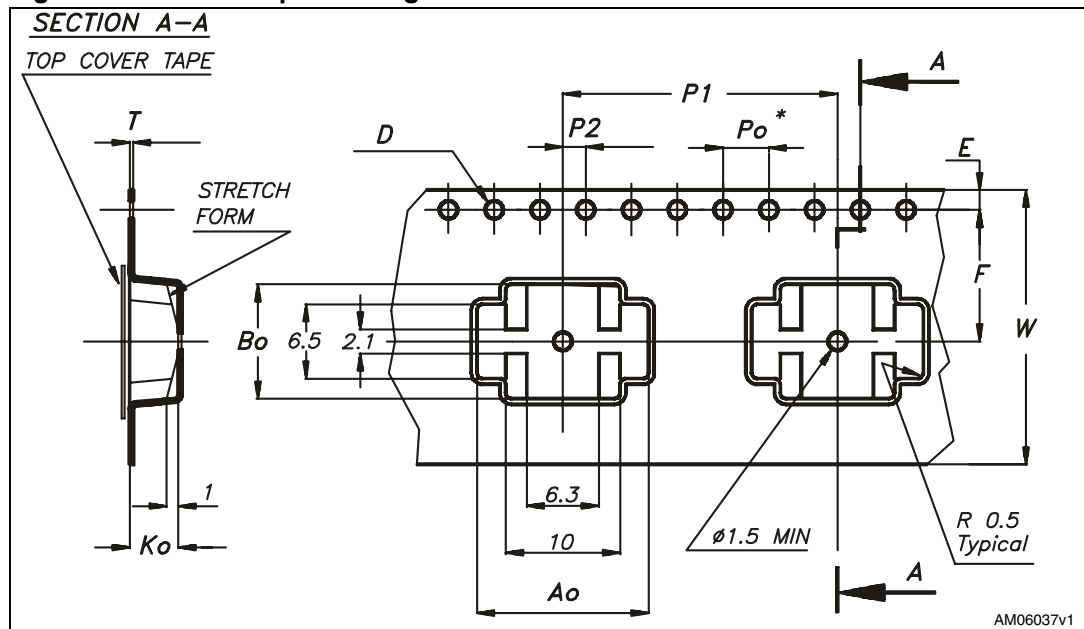 SECTION A-A
TOP COVER TAPE
T
D
P2
P1
Po *
A
E
STRETCH
FORM
F
W
Bo
6.5
2.1
1
Ko
6.3
10
Ao
ø1.5 MIN
R 0.5
Typical
A
AM06037v1